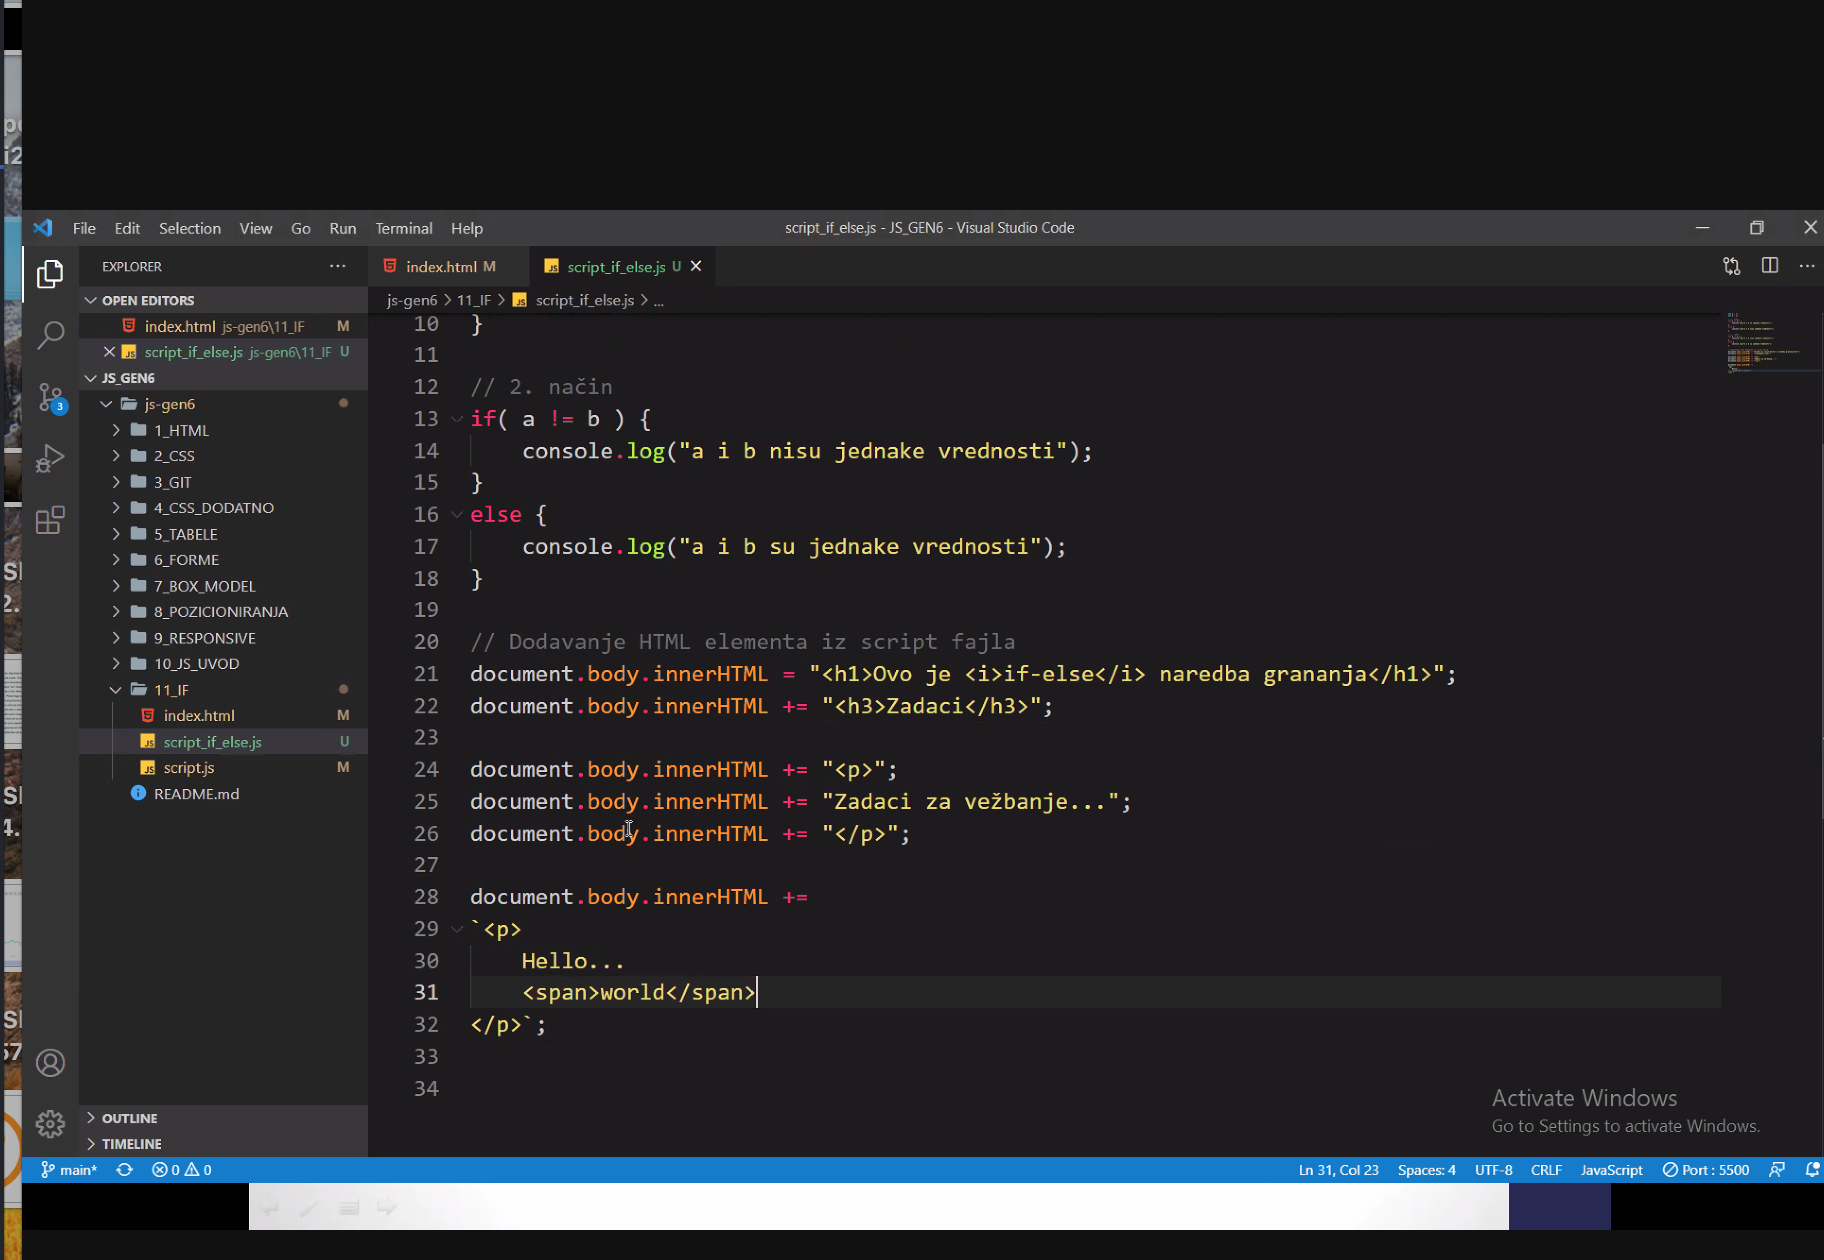 File Edit Selection View Go Run Terminal Help script_if_else.js - JS_GEN6 - Visual Studio Code
EXPLORER
index.html M
script_if_else.js U
OPEN EDITORS
js-gen6 > 11_IF > script_if_else.js > ...
index.html js-gen6\11_IF M
script_if_else.js js-gen6\11_IF U
JS_GEN6
js-gen6
1_HTML
2_CSS
3_GIT
4_CSS_DODATNO
5_TABELE
6_FORME
7_BOX_MODEL
8_POZICIONIRANJA
9_RESPONSIVE
10_JS_UVOD
11_IF
index.html M
script_if_else.js U
script.js M
README.md
OUTLINE
TIMELINE
3
10 }
11
12 // 2. način
13 if( a != b ) {
14 console.log("a i b nisu jednake vrednosti");
15 }
16 else {
17 console.log("a i b su jednake vrednosti");
18 }
19
20 // Dodavanje HTML elementa iz script fajla
21 document.body.innerHTML = "<h1>Ovo je <i>if-else</i> naredba grananja</h1>";
22 document.body.innerHTML += "<h3>Zadaci</h3>";
23
24 document.body.innerHTML += "<p>";
25 document.body.innerHTML += "Zadaci za vežbanje...";
26 document.body.innerHTML += "</p>";
27
28 document.body.innerHTML +=
29 `<p>
30 Hello...
31 <span>world</span>
32 </p>`;
33
34
Activate Windows
Go to Settings to activate Windows.
main* 0 0 Ln 31, Col 23 Spaces: 4 UTF-8 CRLF JavaScript Port : 5500